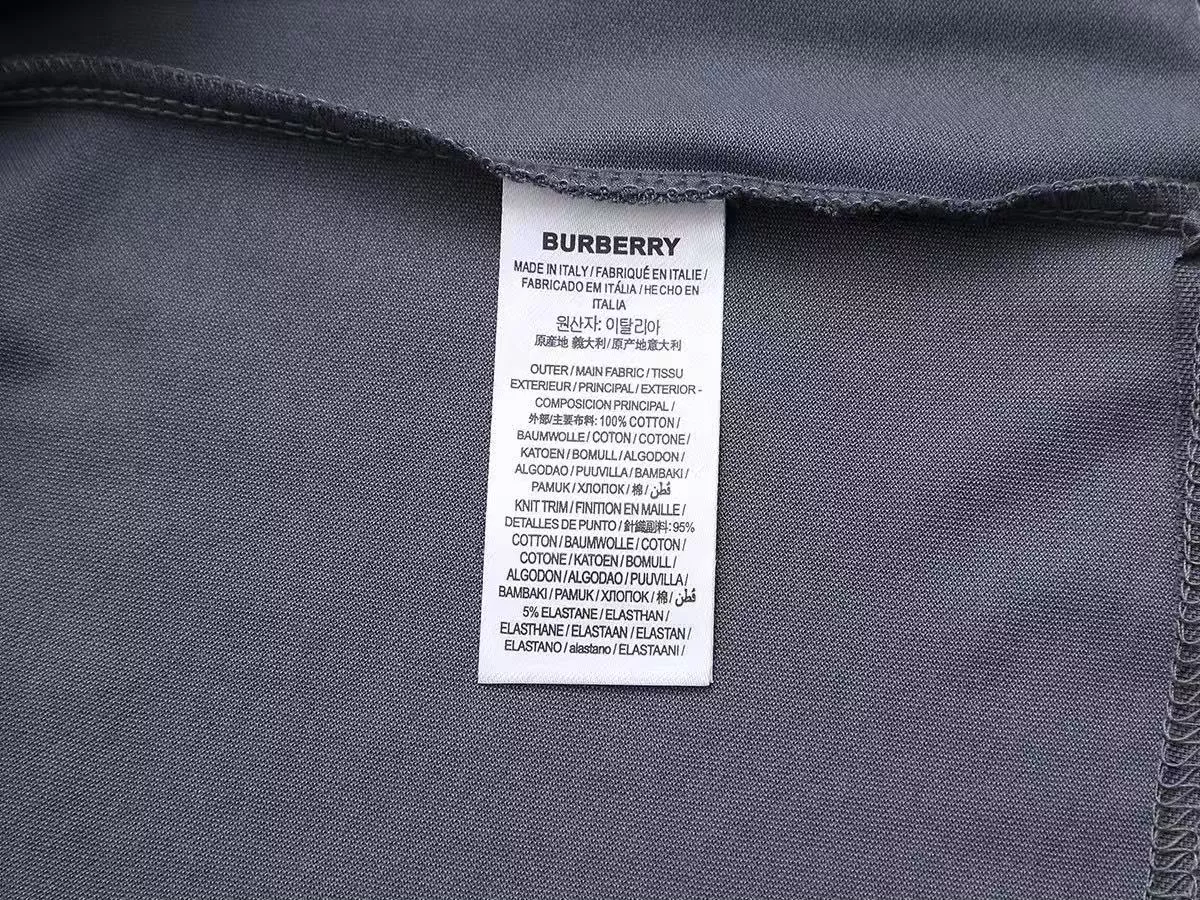 BURBERRY
MADE IN ITALY / FABRIQUÉ EN ITALIE /
FABRICADO EM ITÁLIA / HECHO EN
ITALIA
원산자: 이탈리아
原產地 義大利/原产地意大利
OUTER / MAIN FABRIC / TISSU
EXTERIEUR / PRINCIPAL / EXTERIOR -
COMPOSICION PRINCIPAL /
外部/主要布料: 100% COTTON /
BAUMWOLLE / COTON / COTONE /
KATOEN / BOMULL / ALGODON /
ALGODAO / PUUVILLA / BAMBAKI /
PAMUK / ХЛОПОК / 棉 / قُطْن
KNIT TRIM / FINITION EN MAILLE /
DETALLES DE PUNTO / 針織副料: 95%
COTTON / BAUMWOLLE / COTON /
COTONE / KATOEN / BOMULL /
ALGODON / ALGODAO / PUUVILLA /
BAMBAKI / PAMUK / ХЛОПОК / 棉 / قُطْن
5% ELASTANE / ELASTHAN /
ELASTHANE / ELASTAAN / ELASTAN /
ELASTANO / alastano / ELASTAANI /